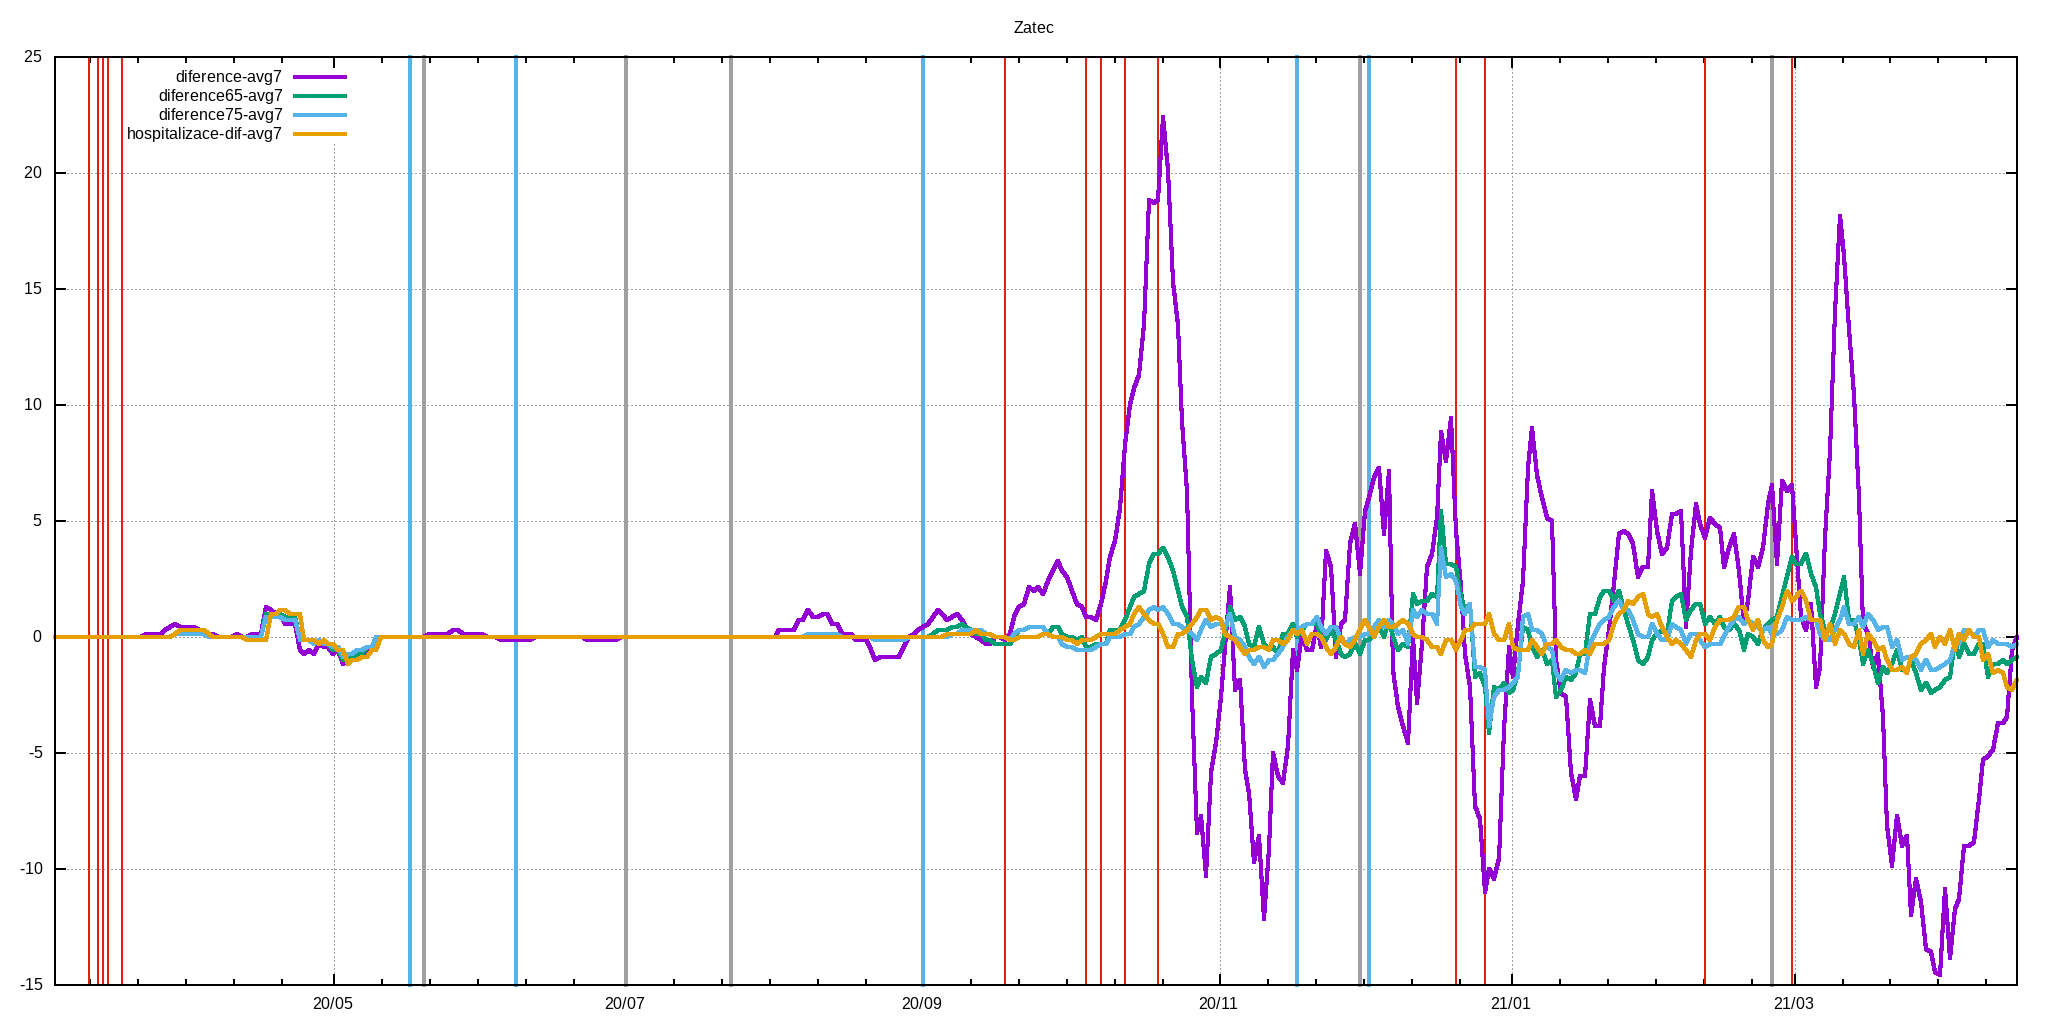 Zatec
25
20
15
10
5
0
-5
-10
-15
diference-avg7
diference65-avg7
diference75-avg7
hospitalizace-dif-avg7
20/05 20/07 20/09 20/11 21/01 21/03